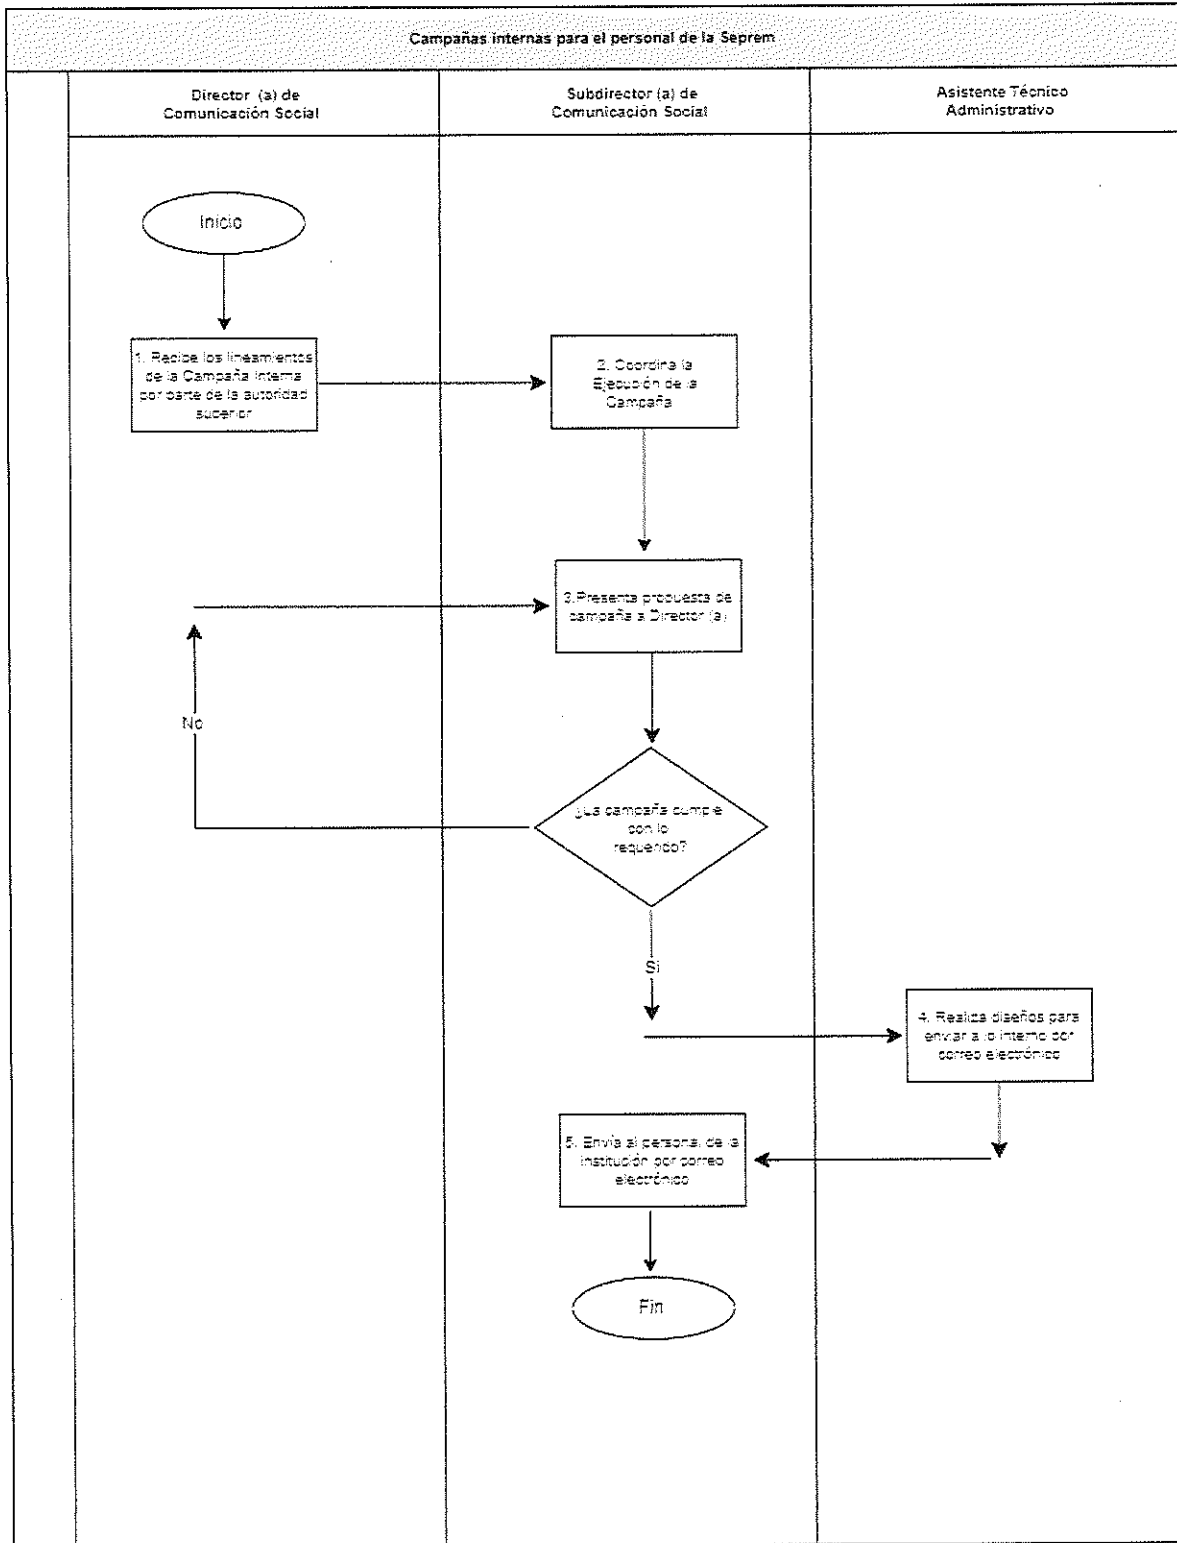 Campañas internas para el personal de la Seprem
Director (a) de
Comunicación Social
Subdirector (a) de
Comunicación Social
Asistente Técnico
Administrativo
Inicio
1. Recibe los lineamientos
de la Campaña Interna
por parte de la autoridad
superior
2. Coordina la
Ejecución de la
Campaña
3.Presenta propuesta de
campaña a Director (a)
No
¿La campaña cumple
con lo
requerido?
Si
4. Realiza diseños para
enviar a lo interno por
correo electrónico
5. Envía al personal de la
institución por correo
electrónico
Fin